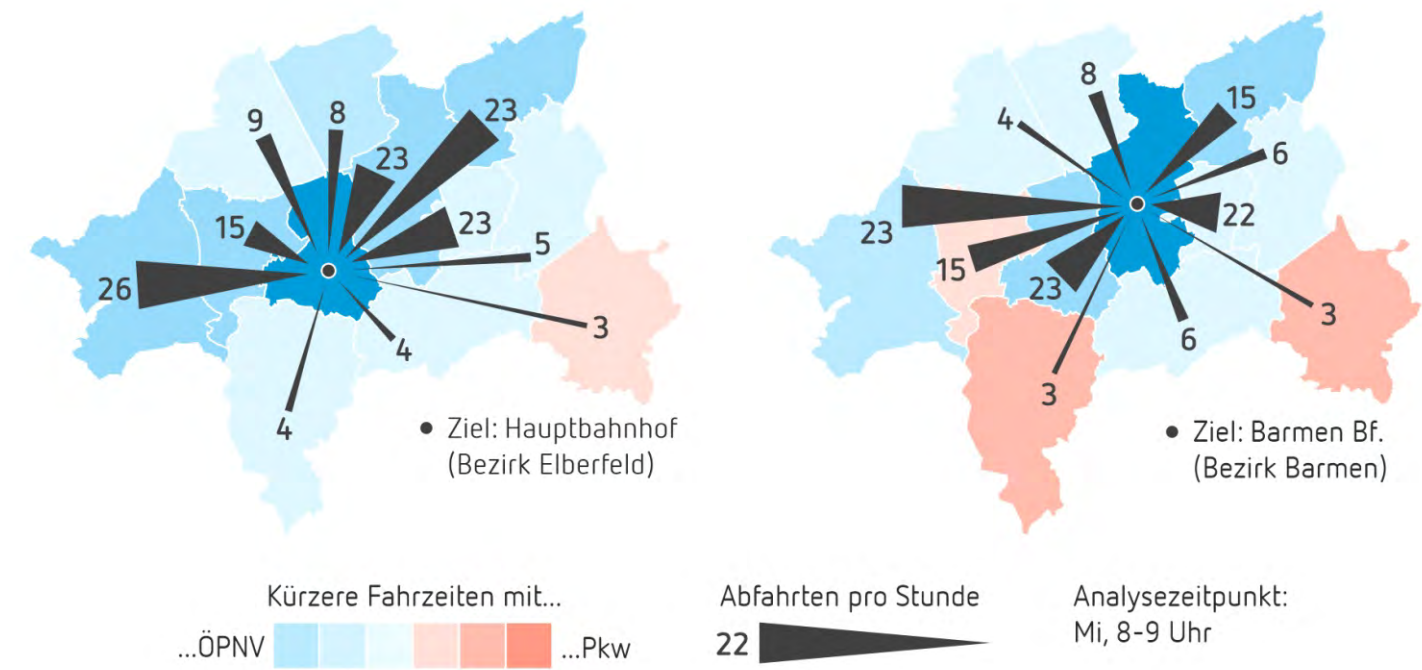 9
8
23
23
15
23
5
26
3
4
4
● Ziel: Hauptbahnhof
(Bezirk Elberfeld)
8
15
4
6
23
22
15
23
3
6
3
● Ziel: Barmen Bf.
(Bezirk Barmen)
Kürzere Fahrzeiten mit...
...ÖPNV
...Pkw
Abfahrten pro Stunde
22
Analysezeitpunkt:
Mi, 8-9 Uhr